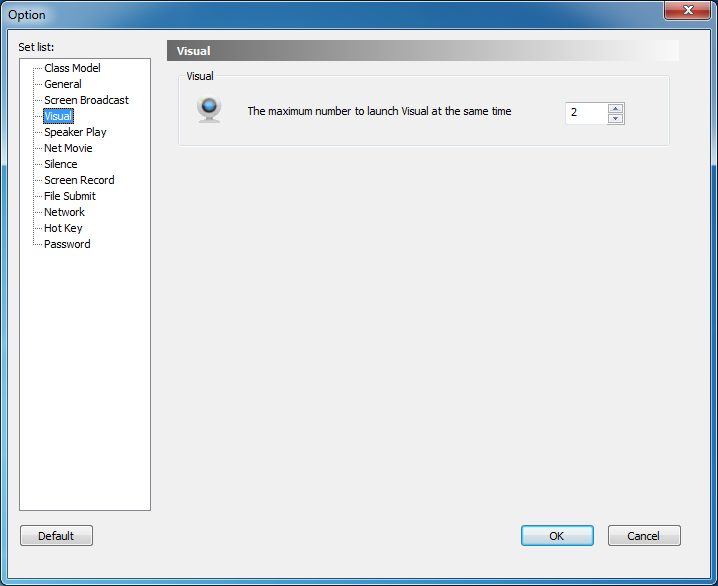 Option
Set list:
Class Model
General
Screen Broadcast
Visual
Speaker Play
Net Movie
Silence
Screen Record
File Submit
Network
Hot Key
Password
Visual
Visual
The maximum number to launch Visual at the same time 2
Default
OK
Cancel